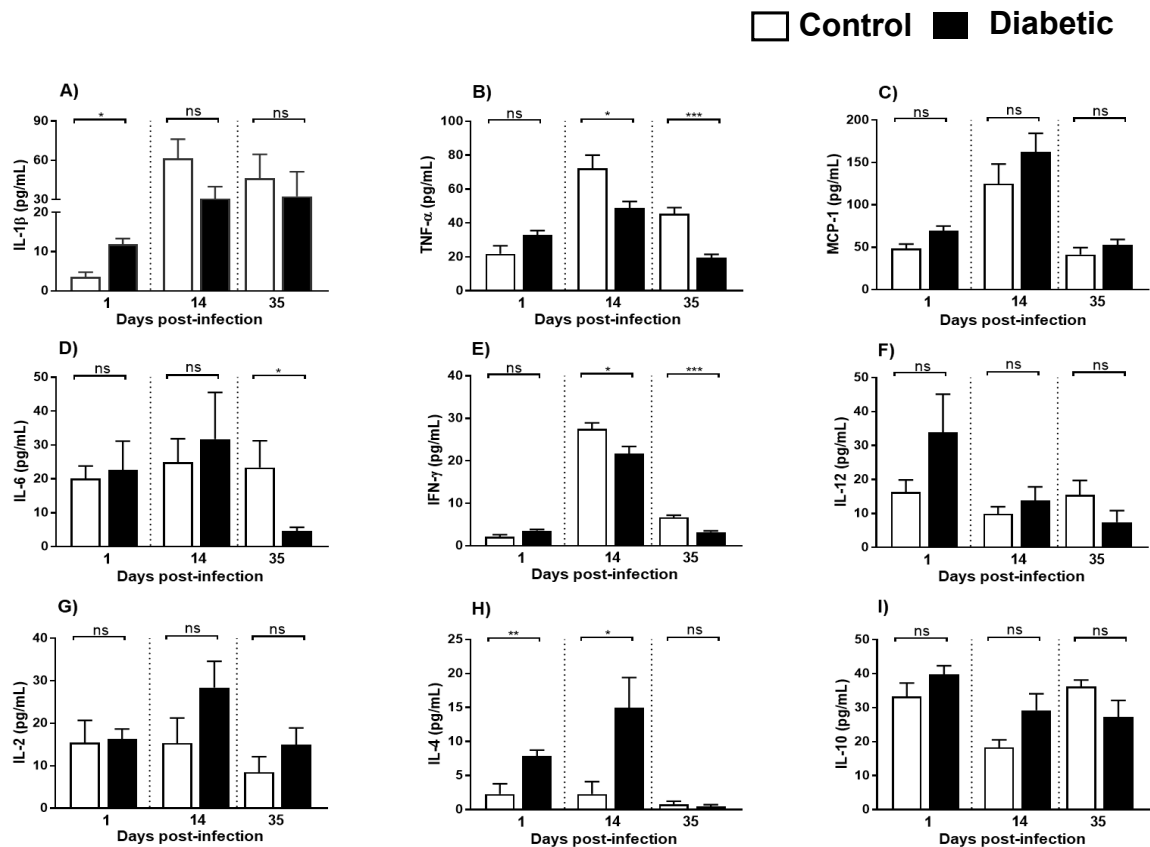 Control Diabetic
A)
* ns ns
IL-1β (pg/mL)
90
60
30
20
10
0
1 14 35
Days post-infection
B)
ns * ***
TNF-α (pg/mL)
100
80
60
40
20
0
1 14 35
Days post-infection
C)
ns ns ns
MCP-1 (pg/mL)
200
150
100
50
0
1 14 35
Days post-infection
D)
ns ns *
IL-6 (pg/mL)
50
40
30
20
10
0
1 14 35
Days post-infection
E)
ns * ***
IFN-γ (pg/mL)
40
30
20
10
0
1 14 35
Days post-infection
F)
ns ns ns
IL-12 (pg/mL)
50
40
30
20
10
0
1 14 35
Days post-infection
G)
ns ns ns
IL-2 (pg/mL)
40
30
20
10
0
1 14 35
Days post-infection
H)
** * ns
IL-4 (pg/mL)
25
20
15
10
5
0
1 14 35
Days post-infection
I)
ns ns ns
IL-10 (pg/mL)
50
40
30
20
10
0
1 14 35
Days post-infection